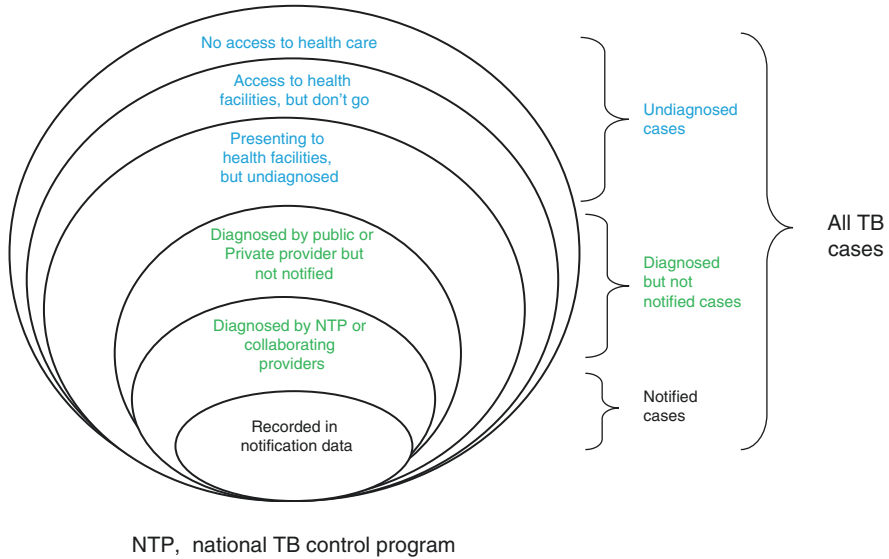 No access to health care
Access to health
facilities, but don't go
Presenting to
health facilities,
but undiagnosed
Diagnosed by public or
Private provider but
not notified
Diagnosed by NTP or
collaborating
providers
Recorded in
notification data
Undiagnosed
cases
Diagnosed
but not
notified cases
Notified
cases
All TB
cases
NTP, national TB control program